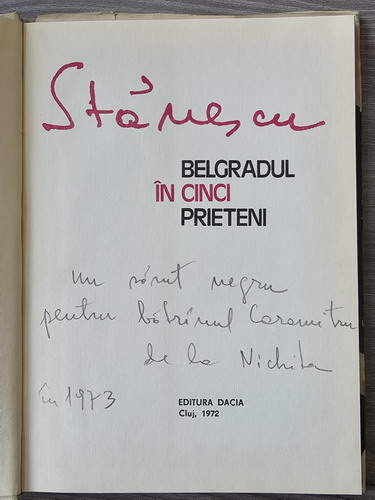 Stănescu
BELGRADUL
ÎN CINCI
PRIETENI
un sărut negru
pentru bătrînul Caramitru
de la Nichita
în 1973
EDITURA DACIA
Cluj, 1972